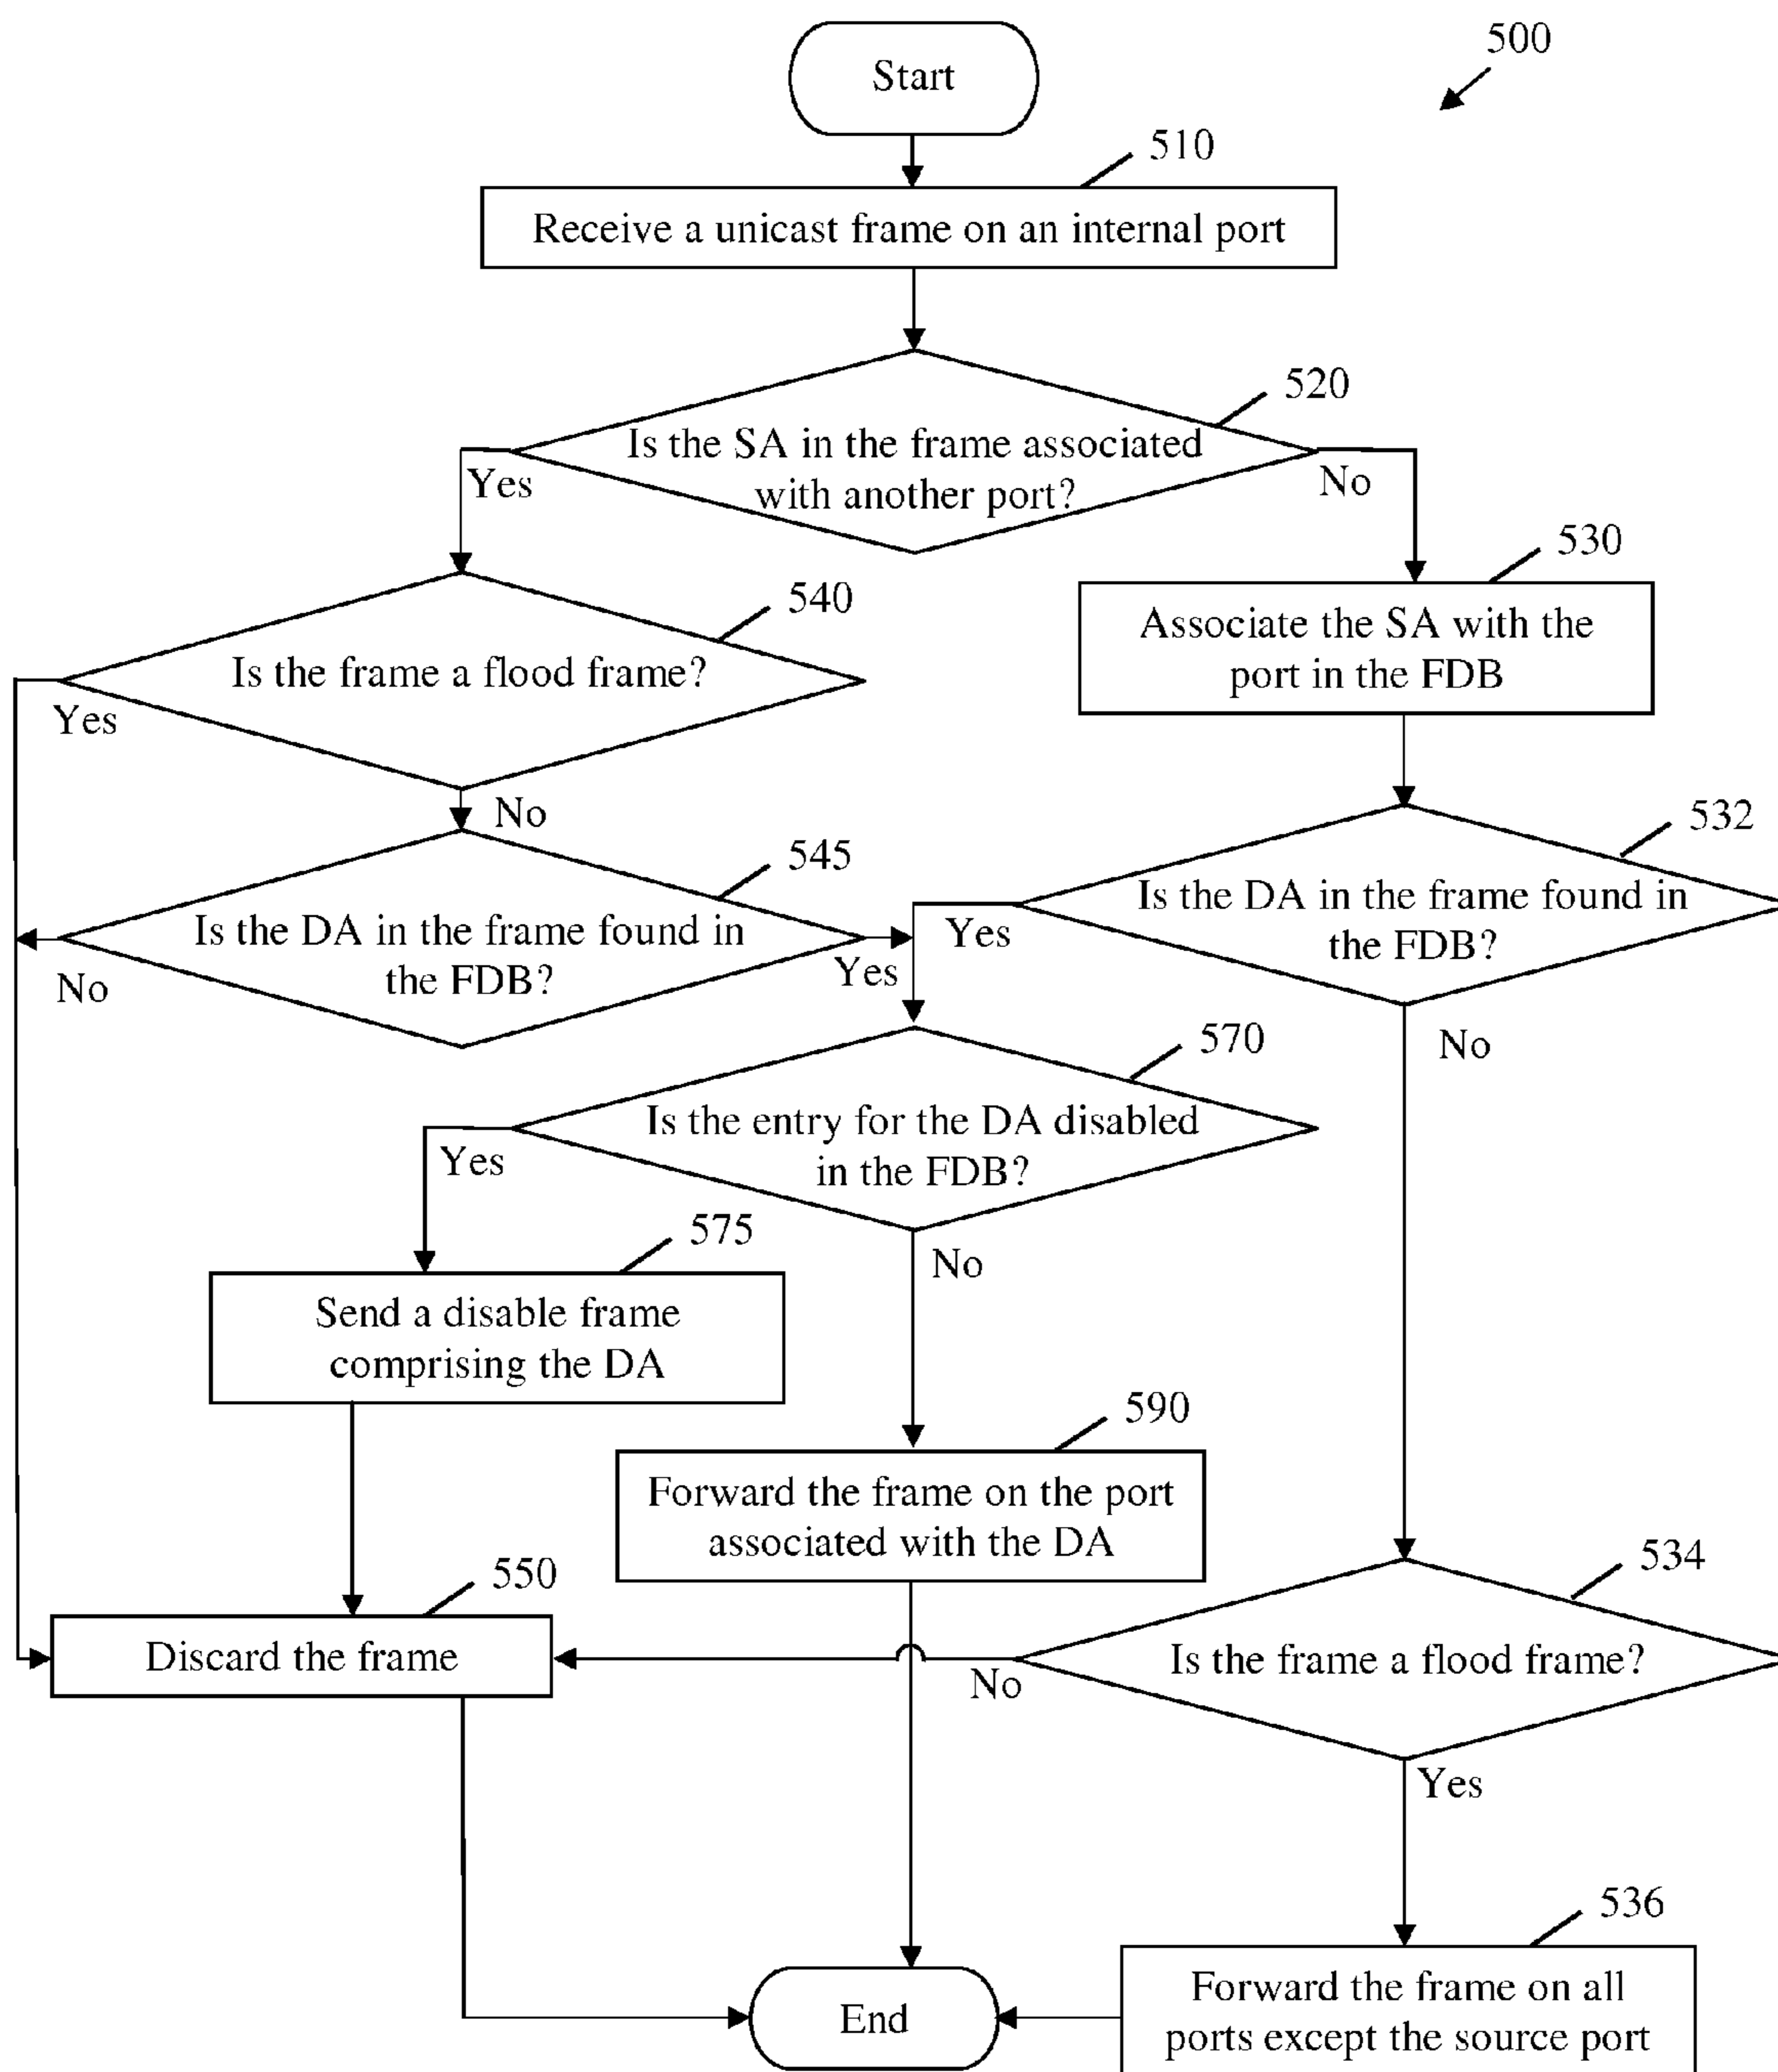 500
Start
510
Receive a unicast frame on an internal port
520
Is the SA in the frame associated
with another port?
Yes
No
530
Associate the SA with the
port in the FDB
540
Is the frame a flood frame?
Yes
No
532
Is the DA in the frame found in
the FDB?
Yes
No
545
Is the DA in the frame found in
the FDB?
No
Yes
570
Is the entry for the DA disabled
in the FDB?
Yes
No
575
Send a disable frame
comprising the DA
590
Forward the frame on the port
associated with the DA
534
Is the frame a flood frame?
No
Yes
550
Discard the frame
536
Forward the frame on all
ports except the source port
End